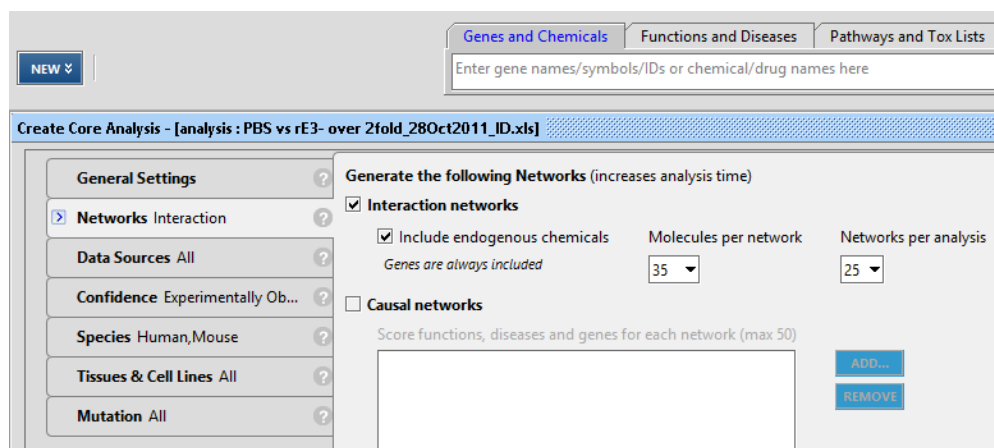 Genes and Chemicals Functions and Diseases Pathways and Tox Lists
NEW
Enter gene names/symbols/IDs or chemical/drug names here
Create Core Analysis - [analysis : PBS vs rE3- over 2fold_28Oct2011_ID.xls]
General Settings ?
Networks Interaction ?
Data Sources All ?
Confidence Experimentally Ob... ?
Species Human,Mouse ?
Tissues & Cell Lines All ?
Mutation All ?
Generate the following Networks (increases analysis time)
Interaction networks
Include endogenous chemicals Molecules per network Networks per analysis
Genes are always included 35 25
Causal networks
Score functions, diseases and genes for each network (max 50)
ADD...
REMOVE